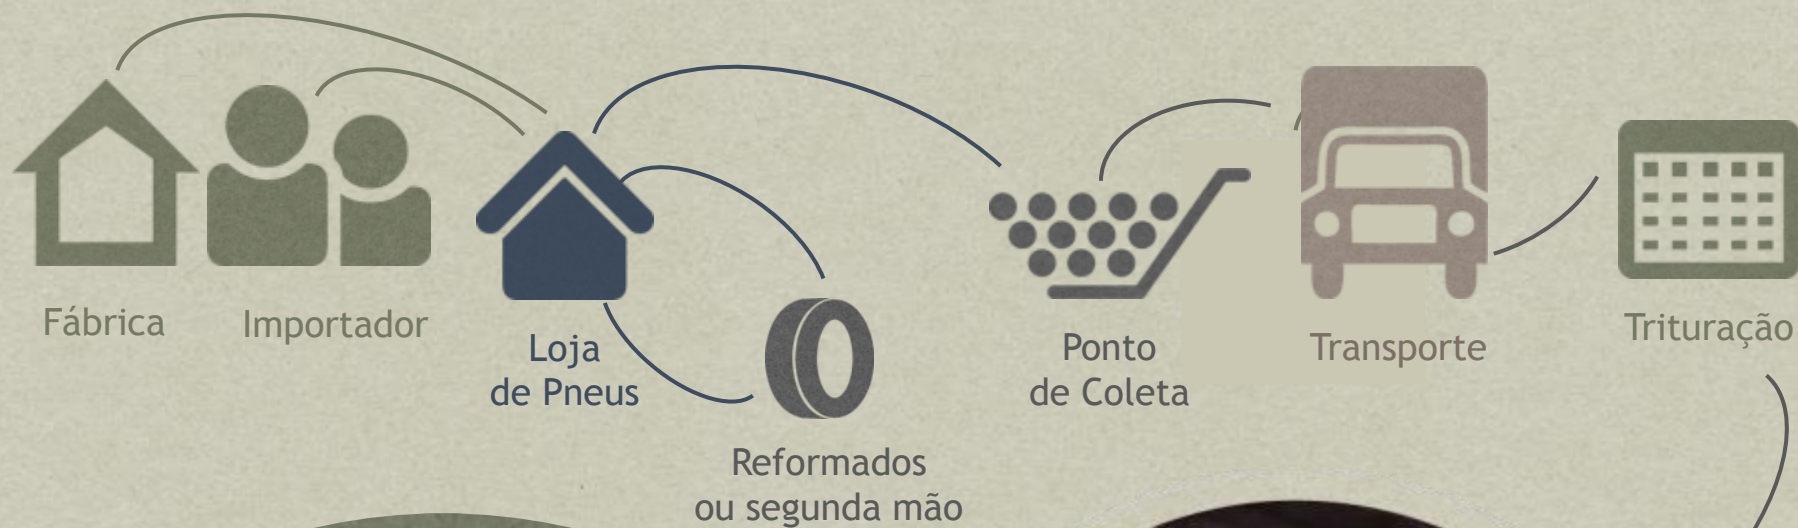 Fábrica
Importador
Loja
de Pneus
Reformados
ou segunda mão
Ponto
de Coleta
Transporte
Trituração